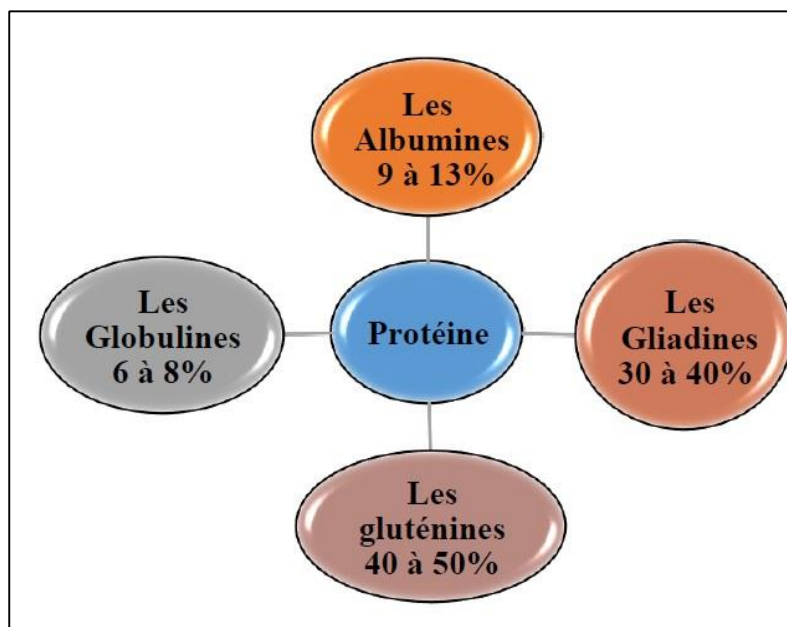 Les
Albumines
9 à 13%
Les
Globulines
6 à 8%
Protéine
Les
Gliadines
30 à 40%
Les
gluténines
40 à 50%